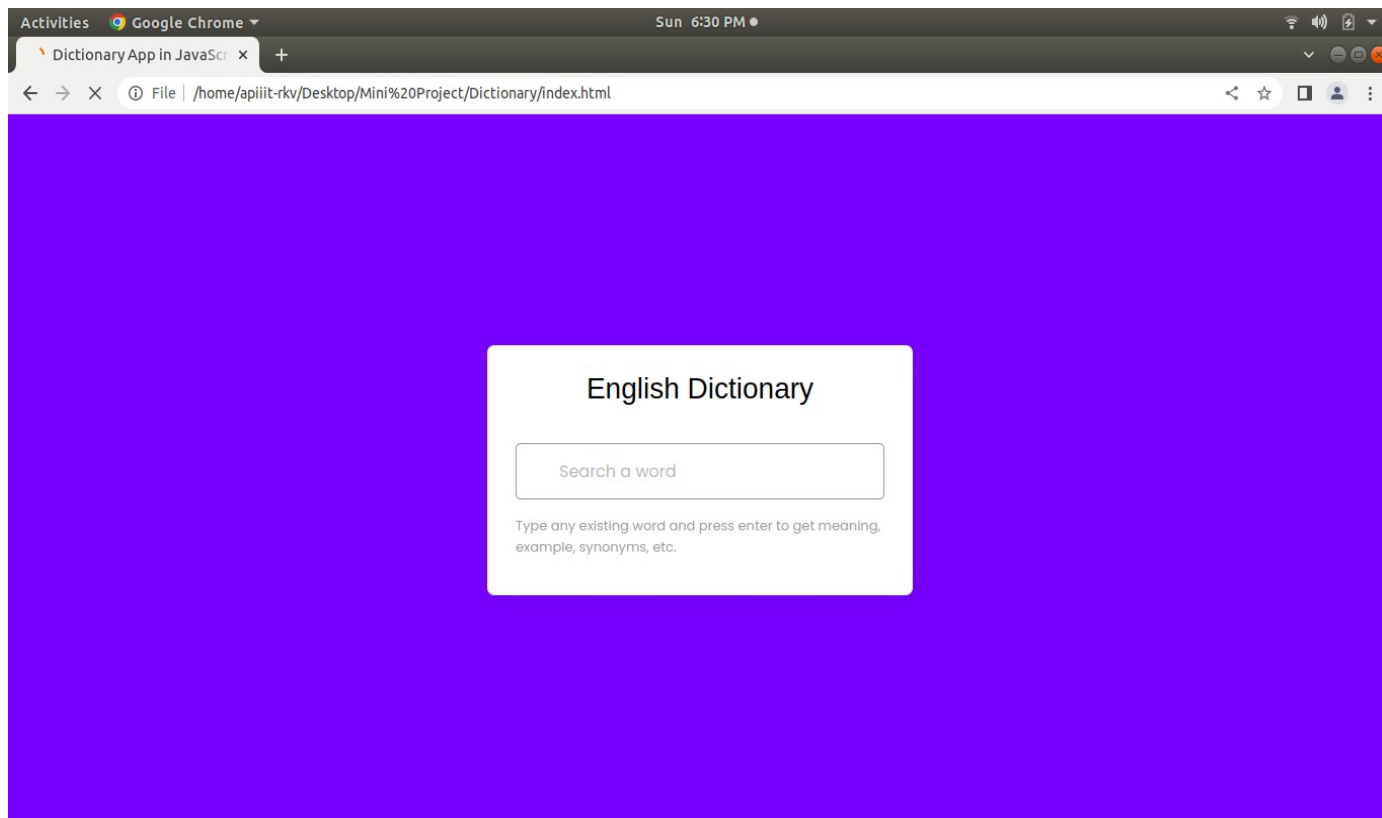 Activities Google Chrome Sun 6:30 PM
Dictionary App in JavaScr
File /home/apiiit-rkv/Desktop/Mini%20Project/Dictionary/index.html
English Dictionary
Search a word
Type any existing word and press enter to get meaning,
example, synonyms, etc.